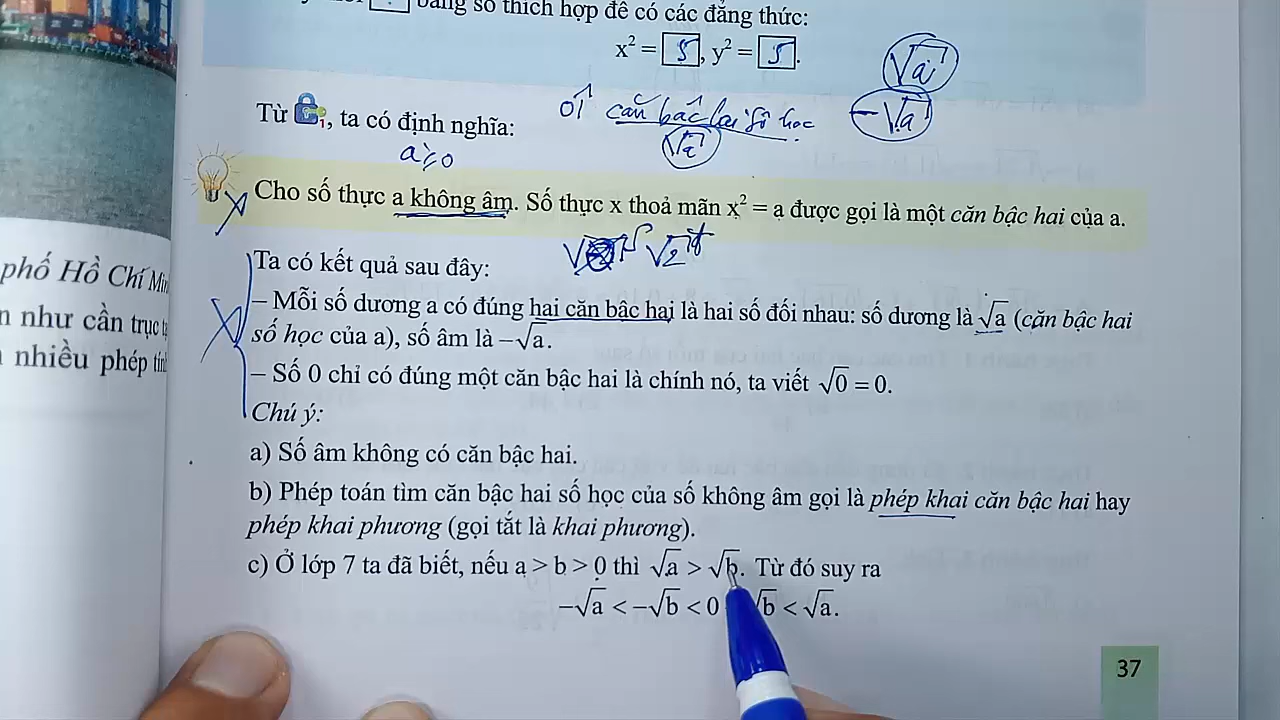 bằng số thích hợp để có các đẳng thức:
x² = 5, y² = 5.
√a
Từ 1, ta có định nghĩa:
căn bậc hai số học
-√a
√a
a ≥ 0
Cho số thực a không âm. Số thực x thoả mãn x² = a được gọi là một căn bậc hai của a.
Ta có kết quả sau đây:
– Mỗi số dương a có đúng hai căn bậc hai là hai số đối nhau: số dương là √a (căn bậc hai
số học của a), số âm là –√a.
– Số 0 chỉ có đúng một căn bậc hai là chính nó, ta viết √0 = 0.
Chú ý:
a) Số âm không có căn bậc hai.
b) Phép toán tìm căn bậc hai số học của số không âm gọi là phép khai căn bậc hai hay
phép khai phương (gọi tắt là khai phương).
c) Ở lớp 7 ta đã biết, nếu a > b > 0 thì √a > √b. Từ đó suy ra
–√a < –√b < 0 √b < √a.
37
phố Hồ Chí Min
như cần trục
nhiều phép